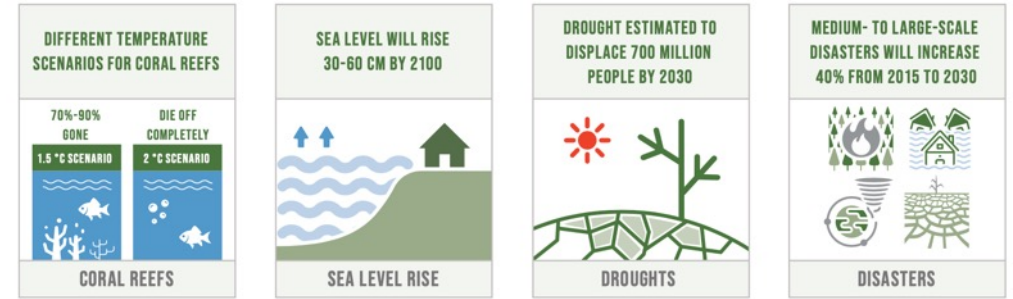 DIFFERENT TEMPERATURE
SCENARIOS FOR CORAL REEFS
70%-90%
GONE
1.5 °C SCENARIO
DIE OFF
COMPLETELY
2 °C SCENARIO
CORAL REEFS
SEA LEVEL WILL RISE
30-60 CM BY 2100
SEA LEVEL RISE
DROUGHT ESTIMATED TO
DISPLACE 700 MILLION
PEOPLE BY 2030
DROUGHTS
MEDIUM- TO LARGE-SCALE
DISASTERS WILL INCREASE
40% FROM 2015 TO 2030
DISASTERS